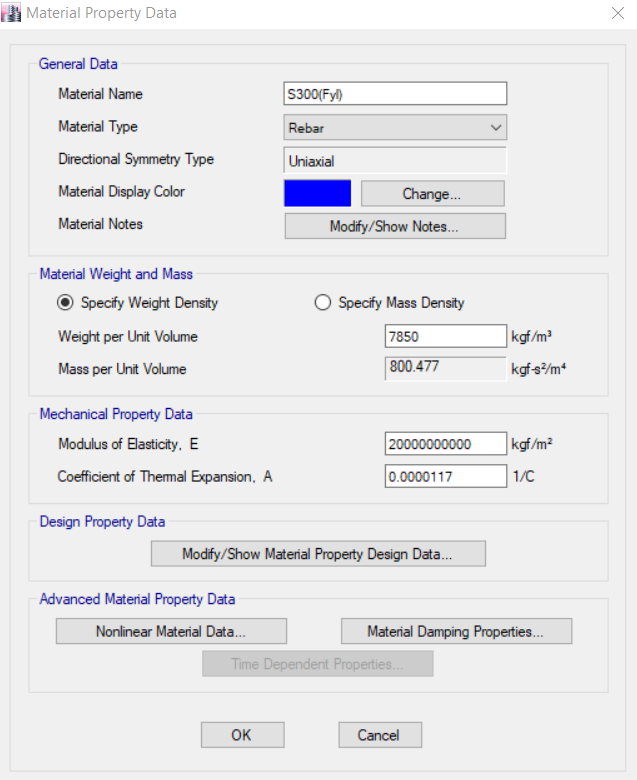 Material Property Data
General Data
Material Name S300(Fyl)
Material Type Rebar
Directional Symmetry Type Uniaxial
Material Display Color Change...
Material Notes Modify/Show Notes...
Material Weight and Mass
Specify Weight Density Specify Mass Density
Weight per Unit Volume 7850 kgf/m³
Mass per Unit Volume 800.477 kgf-s²/m⁴
Mechanical Property Data
Modulus of Elasticity, E 20000000000 kgf/m²
Coefficient of Thermal Expansion, A 0.0000117 1/C
Design Property Data
Modify/Show Material Property Design Data...
Advanced Material Property Data
Nonlinear Material Data... Material Damping Properties...
Time Dependent Properties...
OK Cancel